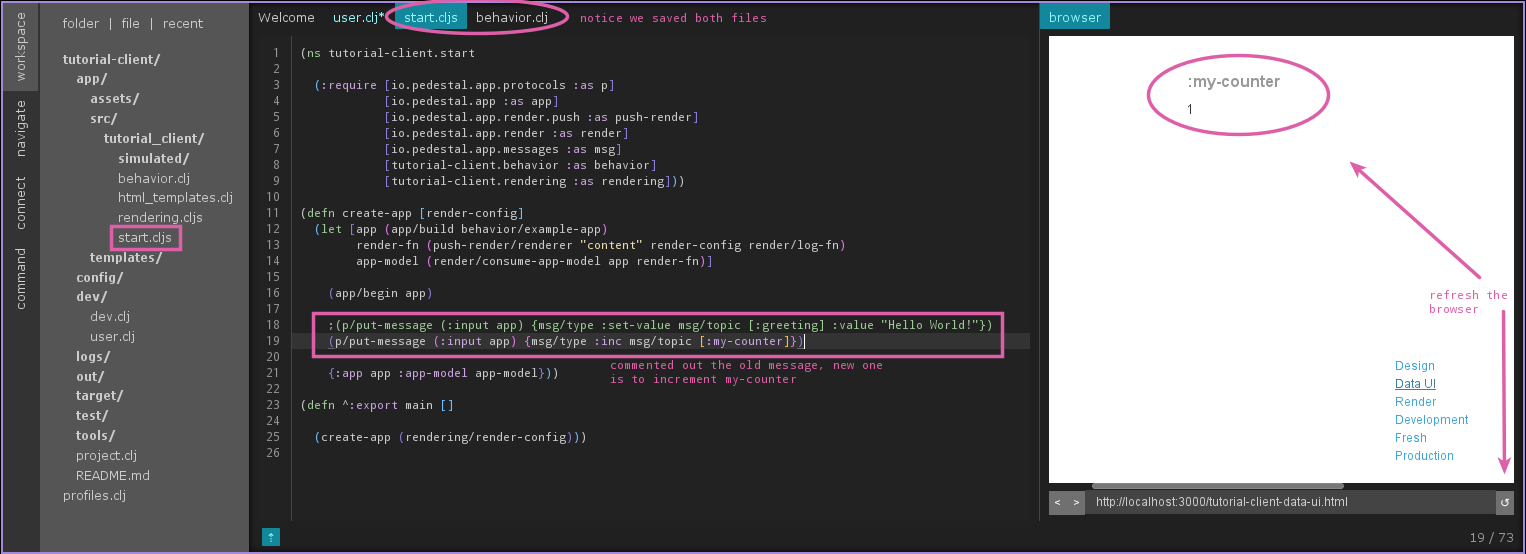 workspace
navigate
connect
command
folder | file | recent
tutorial-client/
app/
assets/
src/
tutorial_client/
simulated/
behavior.clj
html_templates.clj
rendering.cljs
start.cljs
templates/
config/
dev/
dev.clj
user.clj
logs/
out/
target/
test/
tools/
project.clj
README.md
profiles.clj
Welcome user.clj* start.cljs behavior.clj notice we saved both files
1 (ns tutorial-client.start
2
3 (:require [io.pedestal.app.protocols :as p]
4 [io.pedestal.app :as app]
5 [io.pedestal.app.render.push :as push-render]
6 [io.pedestal.app.render :as render]
7 [io.pedestal.app.messages :as msg]
8 [tutorial-client.behavior :as behavior]
9 [tutorial-client.rendering :as rendering]))
10
11 (defn create-app [render-config]
12 (let [app (app/build behavior/example-app)
13 render-fn (push-render/renderer "content" render-config render/log-fn)
14 app-model (render/consume-app-model app render-fn)]
15
16 (app/begin app)
17
18 ;(p/put-message (:input app) {msg/type :set-value msg/topic [:greeting] :value "Hello World!"})
19 (p/put-message (:input app) {msg/type :inc msg/topic [:my-counter]})
20
21 {:app app :app-model app-model}))
22
23 (defn ^:export main []
24
25 (create-app (rendering/render-config)))
26
commented out the old message, new one
is to increment my-counter
browser
:my-counter
1
refresh the
browser
Design
Data UI
Render
Development
Fresh
Production
< > http://localhost:3000/tutorial-client-data-ui.html ↺
↑ 19 / 73